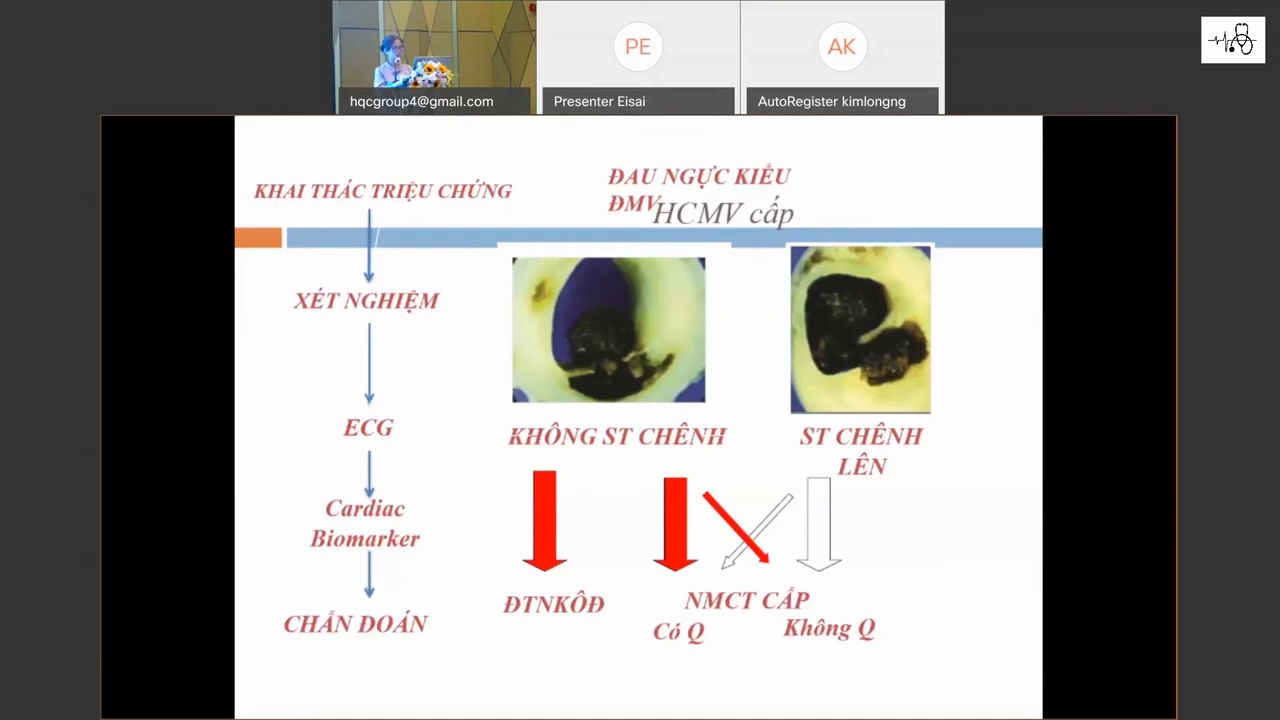 PE
AK
hqcgroup4@gmail.com
Presenter Eisai
AutoRegister kimlongng
KHAI THÁC TRIỆU CHỨNG
ĐAU NGỰC KIỂU
ĐMV
HCMV cấp
XÉT NGHIỆM
ECG
KHÔNG ST CHÊNH
ST CHÊNH
LÊN
Cardiac
Biomarker
CHẨN ĐOÁN
ĐTNKÔĐ
NMCT CẤP
Có Q
Không Q